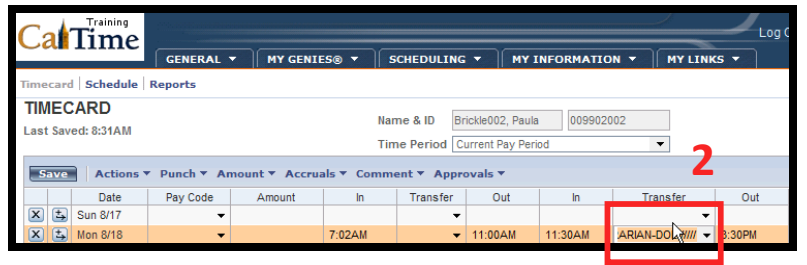 Training
CalTime
Log
GENERAL MY GENIES® SCHEDULING MY INFORMATION MY LINKS
Timecard Schedule Reports
TIMECARD
Last Saved: 8:31AM
Name & ID Brickle002, Paula 009902002
Time Period Current Pay Period
2
Save Actions Punch Amount Accruals Comment Approvals
Date Pay Code Amount In Transfer Out In Transfer Out
Sun 8/17
Mon 8/18 7:02AM 11:00AM 11:30AM 3:30PM